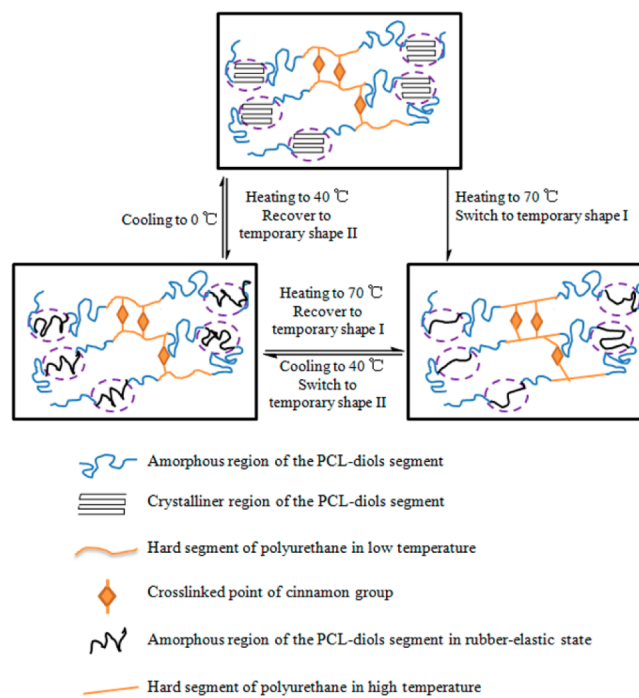 Cooling to 0 ℃
Heating to 40 ℃
Recover to
temporary shape II
Heating to 70 ℃
Switch to temporary shape I
Heating to 70 ℃
Recover to
temporary shape I
Cooling to 40 ℃
Switch to
temporary shape II
Amorphous region of the PCL-diols segment
Crystalliner region of the PCL-diols segment
Hard segment of polyurethane in low temperature
Crosslinked point of cinnamon group
Amorphous region of the PCL-diols segment in rubber-elastic state
Hard segment of polyurethane in high temperature